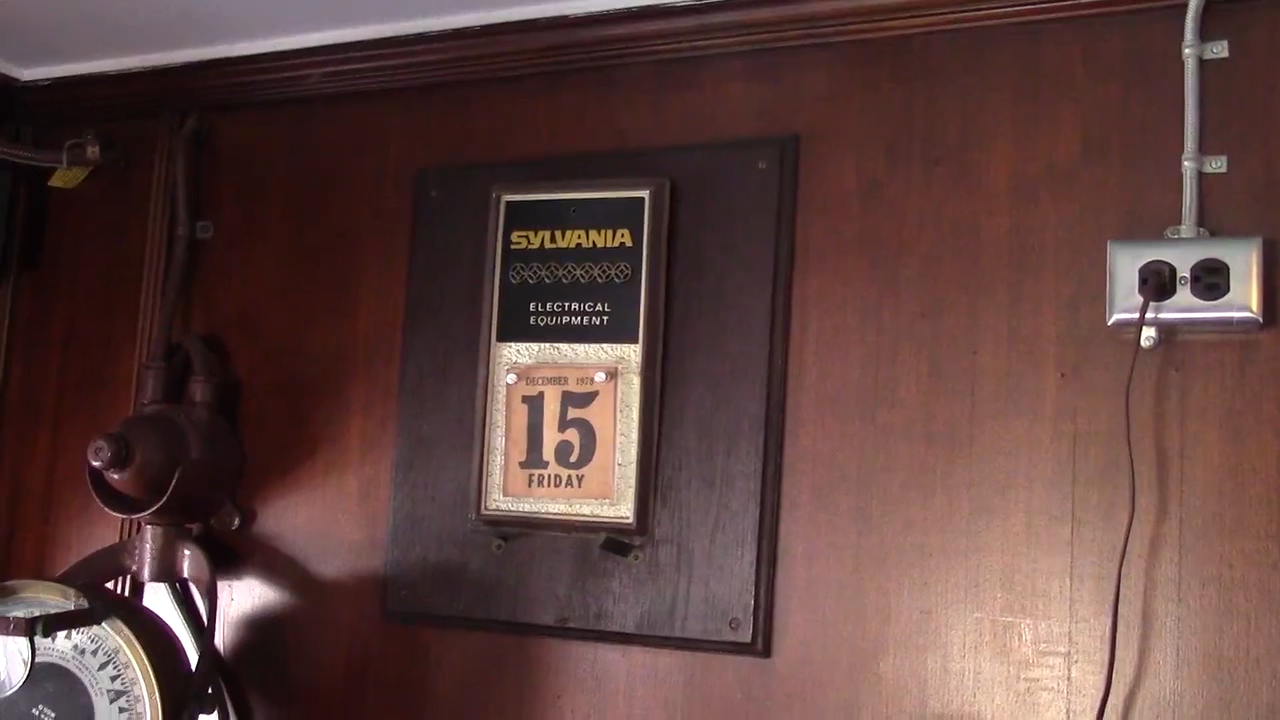 SYLVANIA
ELECTRICAL
EQUIPMENT
DECEMBER 1978
15
FRIDAY